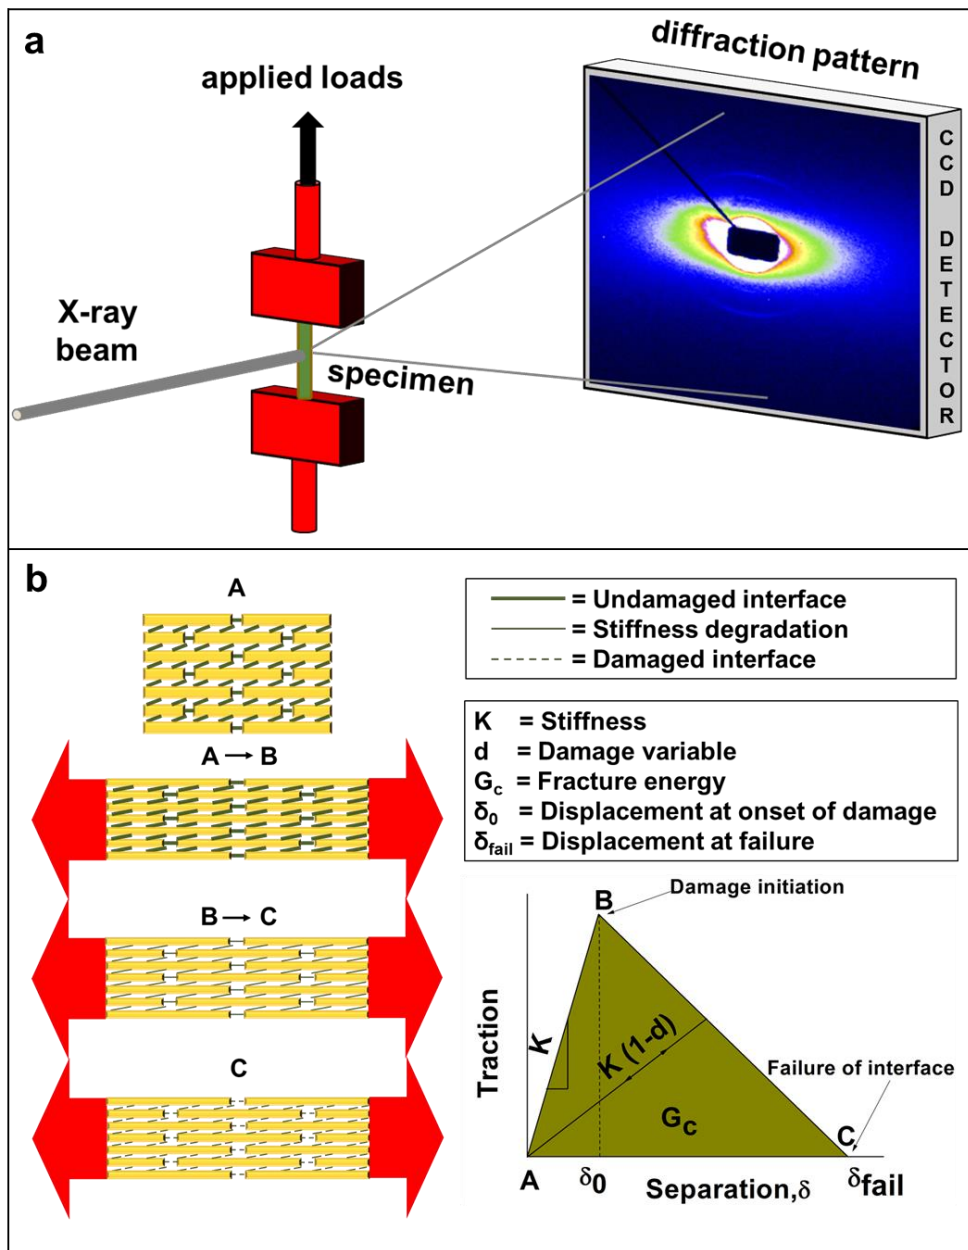 a
applied loads
diffraction pattern
X-ray
beam
specimen
CCD DETECTOR
b
A
A → B
B → C
C
= Undamaged interface
= Stiffness degradation
= Damaged interface
K = Stiffness
d = Damage variable
Gc = Fracture energy
δ0 = Displacement at onset of damage
δfail = Displacement at failure
Damage initiation
B
Traction
K
K (1-d)
Failure of interface
Gc
C
A
δ0
Separation,δ
δfail